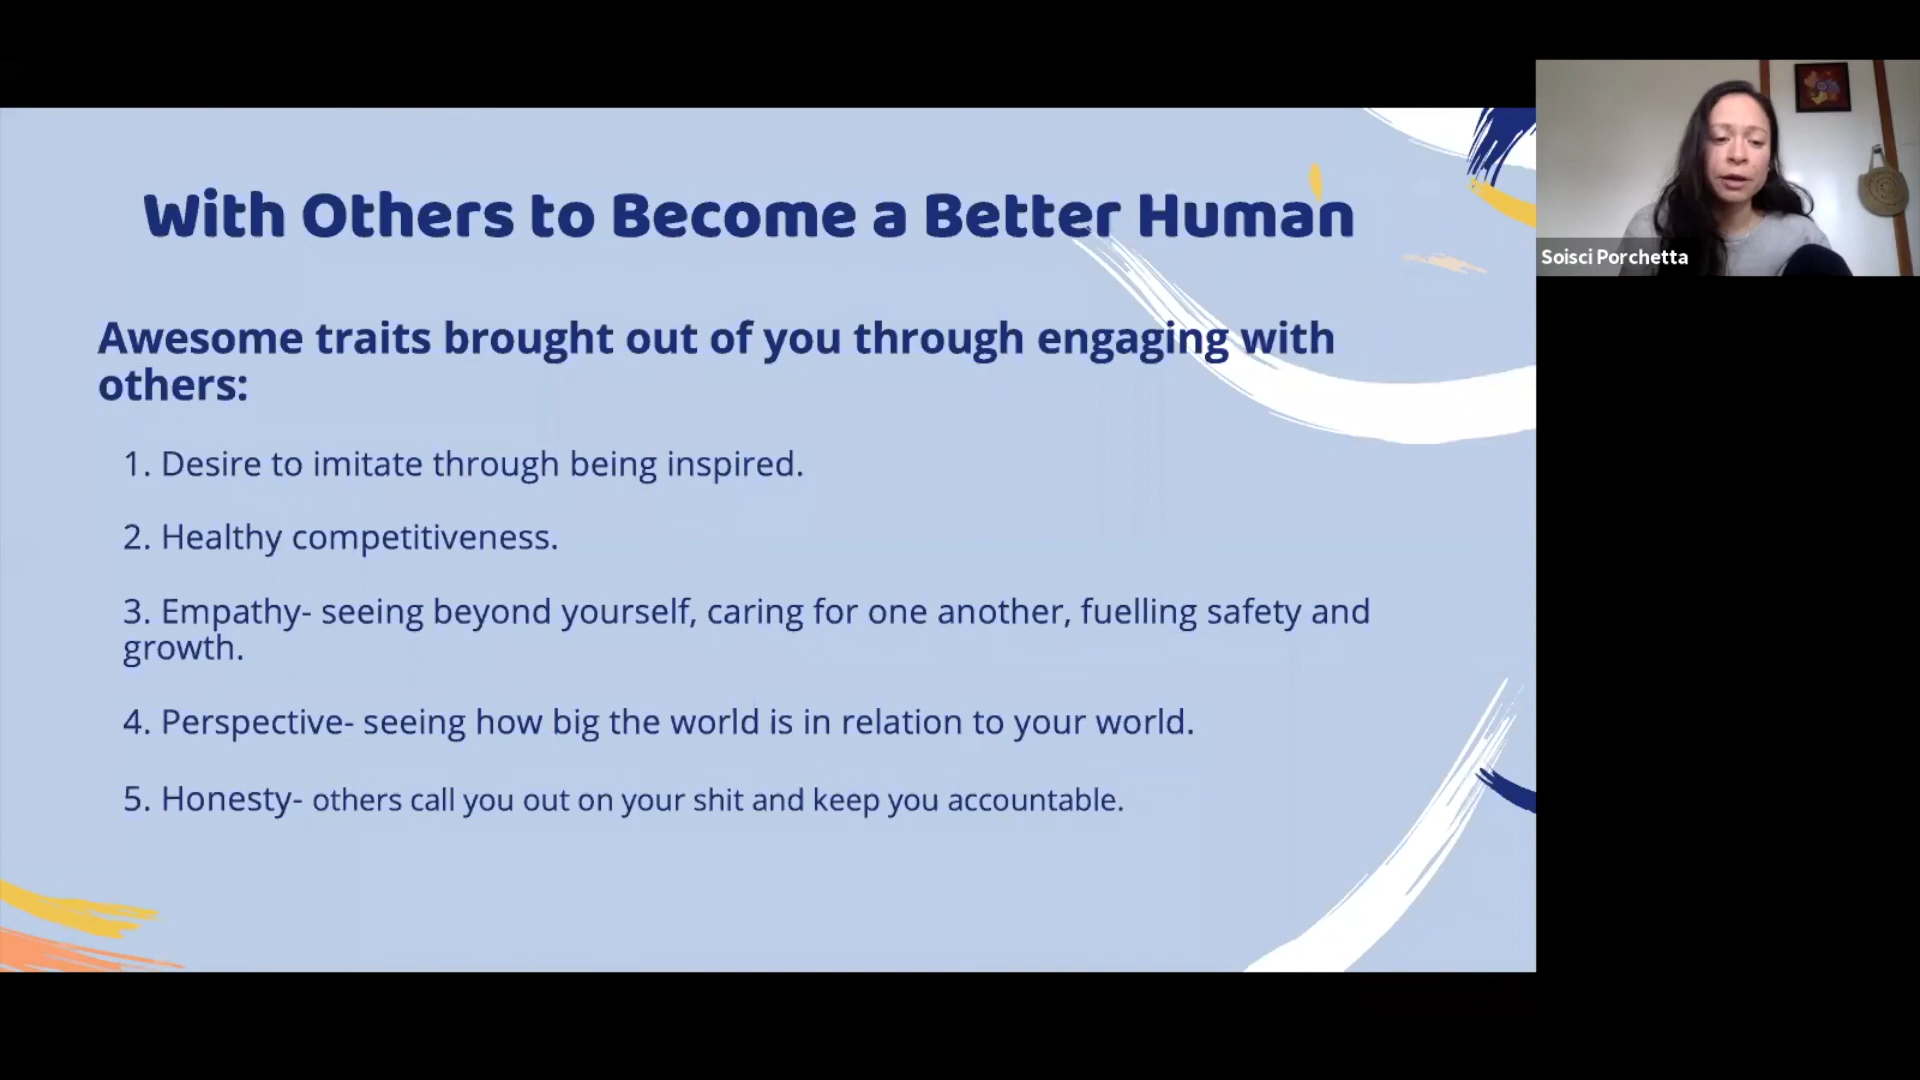 With Others to Become a Better Human
Awesome traits brought out of you through engaging with
others:
1. Desire to imitate through being inspired.
2. Healthy competitiveness.
3. Empathy- seeing beyond yourself, caring for one another, fuelling safety and
growth.
4. Perspective- seeing how big the world is in relation to your world.
5. Honesty- others call you out on your shit and keep you accountable.
Soisci Porchetta